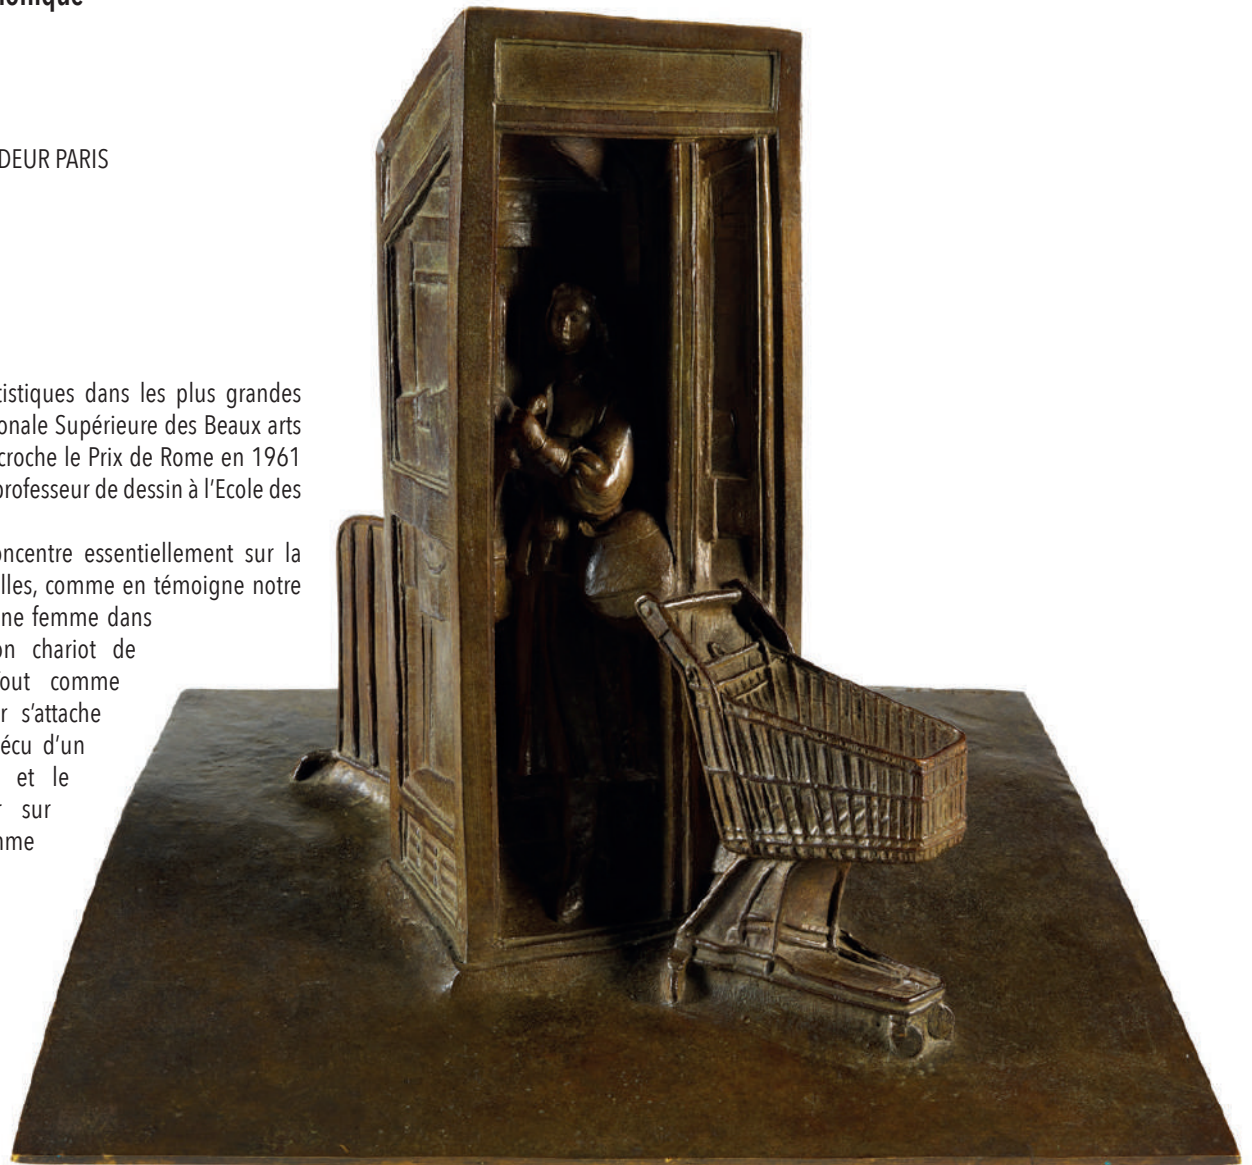 DEUR PARIS
tistiques dans les plus grandes
onale Supérieure des Beaux arts
croche le Prix de Rome en 1961
professeur de dessin à l’Ecole des
oncentre essentiellement sur la
lles, comme en témoigne notre
ne femme dans
on chariot de
out comme
r s’attache
écu d’un
et le
r sur
me